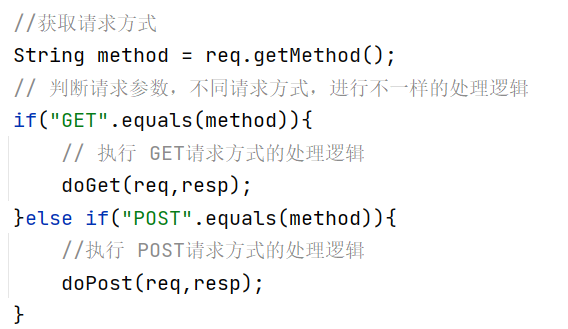 //获取请求方式
String method = req.getMethod();
// 判断请求参数，不同请求方式，进行不一样的处理逻辑
if("GET".equals(method)){
    // 执行 GET请求方式的处理逻辑
    doGet(req,resp);
}else if("POST".equals(method)){
    //执行 POST请求方式的处理逻辑
    doPost(req,resp);
}